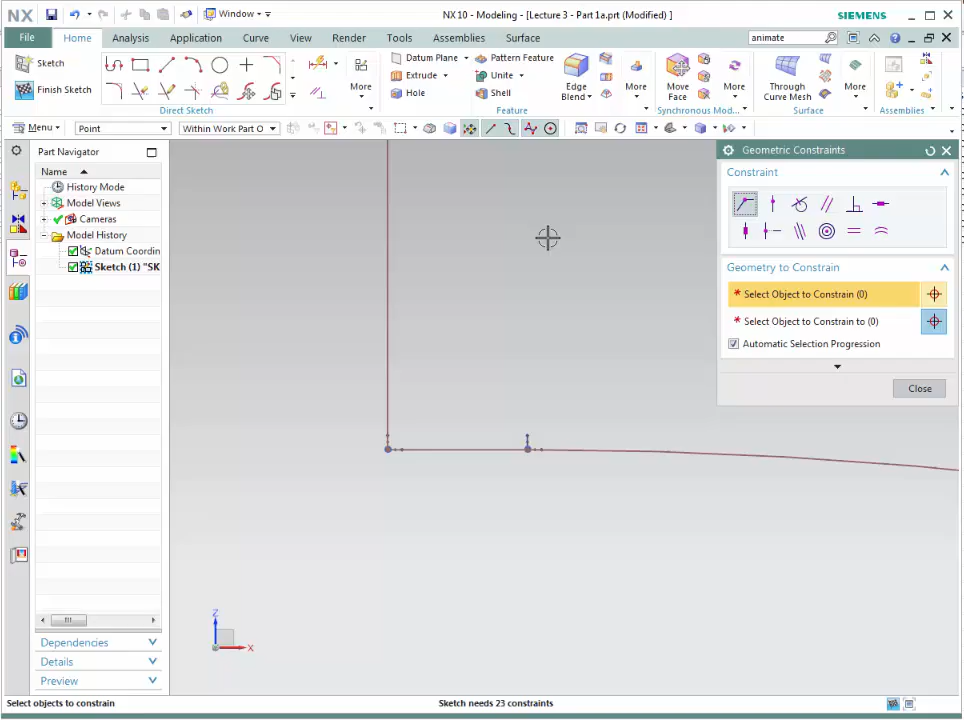 NX
Window
NX 10 - Modeling - [Lecture 3 - Part 1a.prt (Modified) ]
SIEMENS
File
Home
Analysis
Application
Curve
View
Render
Tools
Assemblies
Surface
animate
Sketch
Finish Sketch
More
Direct Sketch
Datum Plane
Extrude
Hole
Pattern Feature
Unite
Shell
Edge
Blend
More
Feature
Move
Face
More
Synchronous Mod...
Through
Curve Mesh
More
Surface
Assemblies
Menu
Point
Within Work Part O
Part Navigator
Name
History Mode
Model Views
Cameras
Model History
Datum Coordin
Sketch (1) "SK
Dependencies
Details
Preview
Geometric Constraints
Constraint
Geometry to Constrain
* Select Object to Constrain (0)
* Select Object to Constrain to (0)
Automatic Selection Progression
Close
Z
X
Select objects to constrain
Sketch needs 23 constraints